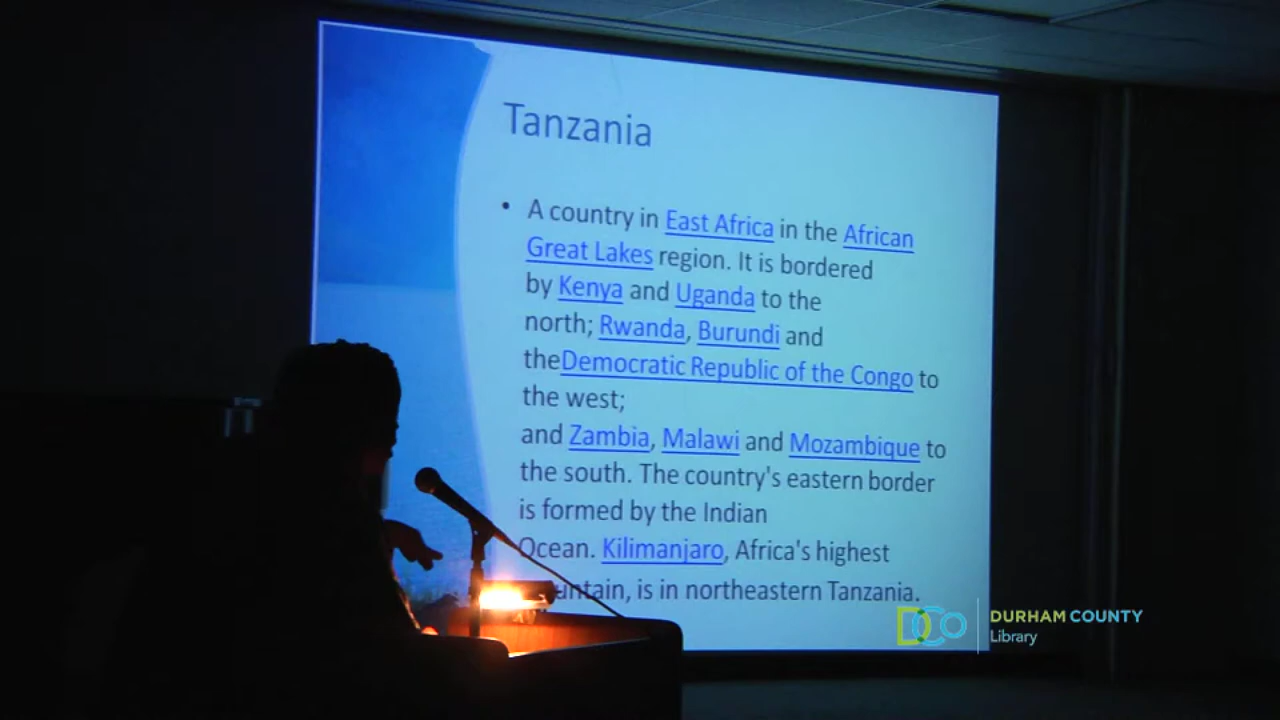 Tanzania
• A country in East Africa in the African
Great Lakes region. It is bordered
by Kenya and Uganda to the
north; Rwanda, Burundi and
theDemocratic Republic of the Congo to
the west;
and Zambia, Malawi and Mozambique to
the south. The country's eastern border
is formed by the Indian
Ocean. Kilimanjaro, Africa's highest
untain, is in northeastern Tanzania.
DCo
DURHAM COUNTY
Library